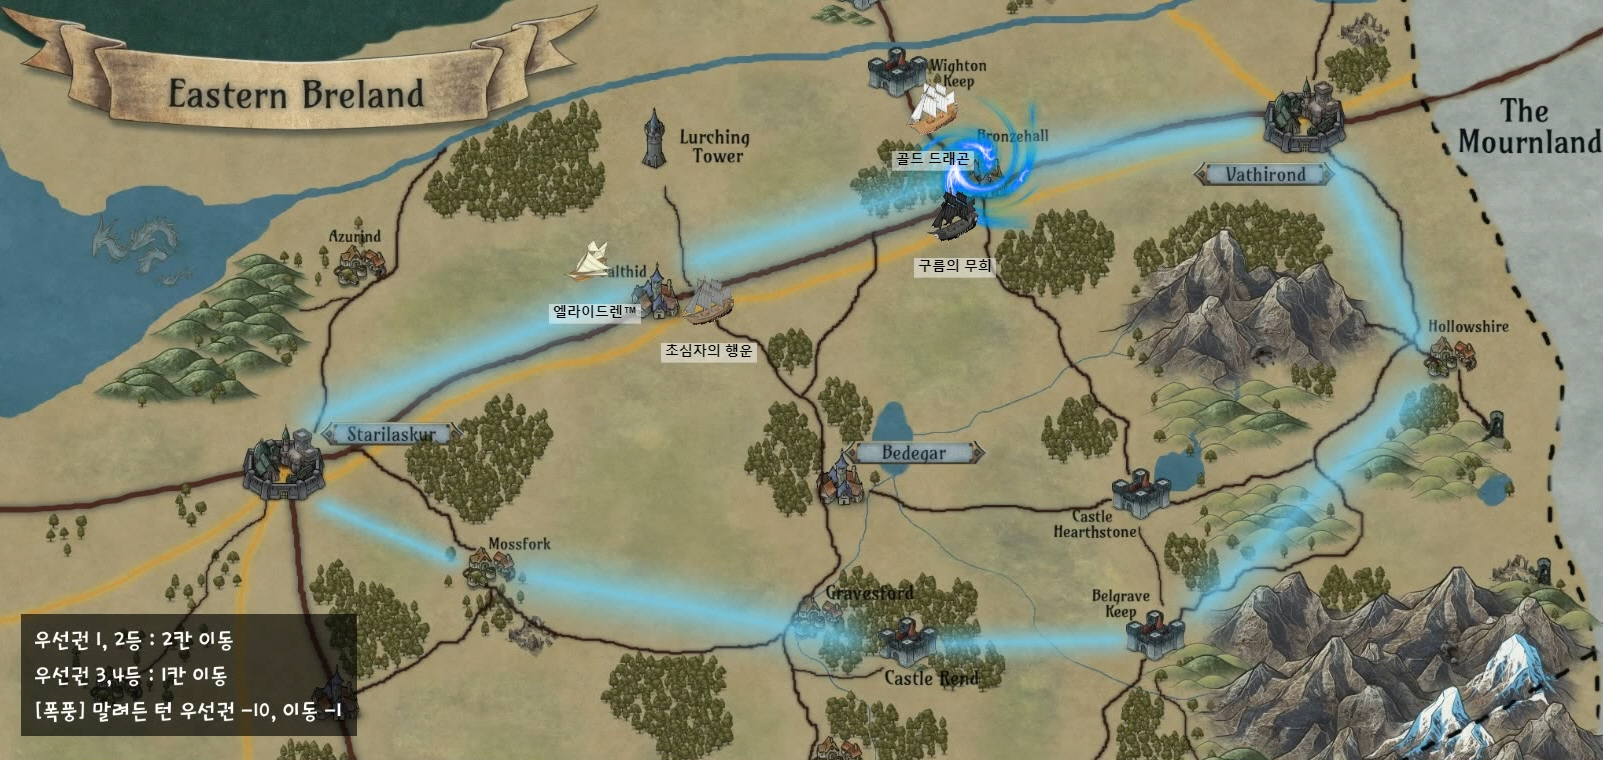 Eastern Breland
Wighton
Keep
The
Mournland
Lurching
Tower
Bronzehall
골드 드래곤
Vathirond
Azurind
althid
구름의 무희
엘라이드렌™
초심자의 행운
Hollowshire
Starilaskur
Bedegar
Castle
Hearthstone
Mossfork
Gravesford
Belgrave
Keep
Castle Rend
우선권 1, 2등 : 2칸 이동
우선권 3,4등 : 1칸 이동
[폭풍] 말려든 턴 우선권 -10, 이동 -1